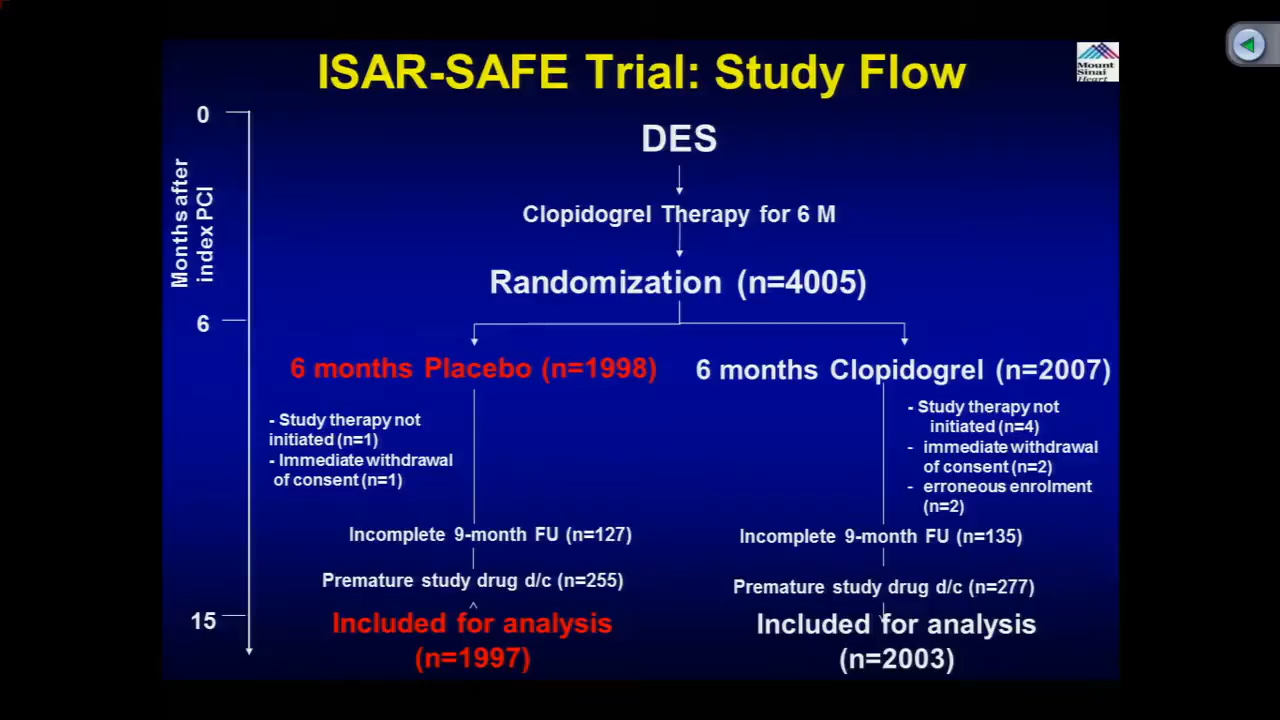 ISAR-SAFE Trial: Study Flow
Mount
Sinai
Heart
0
DES
Months after
index PCI
Clopidogrel Therapy for 6 M
Randomization (n=4005)
6
6 months Placebo (n=1998)
6 months Clopidogrel (n=2007)
- Study therapy not
initiated (n=1)
- Immediate withdrawal
of consent (n=1)
- Study therapy not
initiated (n=4)
- immediate withdrawal
of consent (n=2)
- erroneous enrolment
(n=2)
Incomplete 9-month FU (n=127)
Incomplete 9-month FU (n=135)
Premature study drug d/c (n=255)
Premature study drug d/c (n=277)
15
Included for analysis
(n=1997)
Included for analysis
(n=2003)